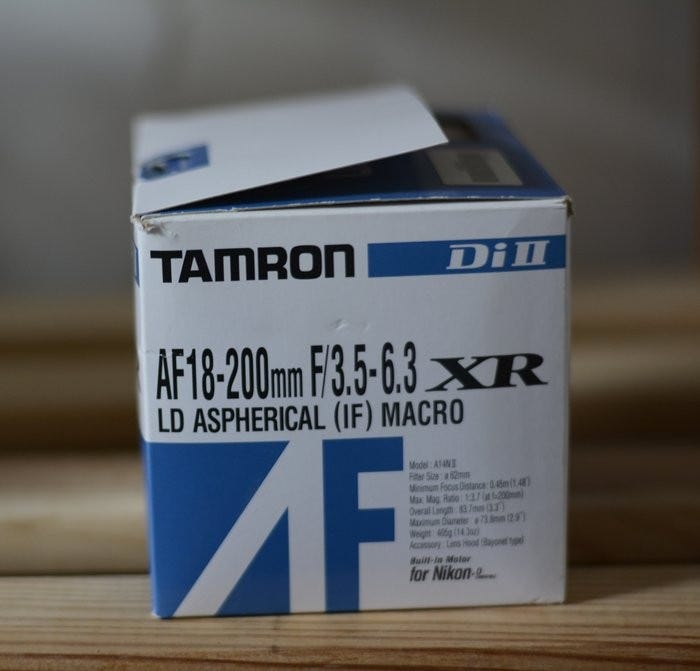 TAMRON Di II
AF18-200mm F/3.5-6.3 XR
LD ASPHERICAL (IF) MACRO
AF
Model : A14N II
Filter Size : ø 62mm
Minimum Focus Distance : 0.45m (1.48')
Max. Mag. Ratio : 1:3.7 (at f=200mm)
Overall Length : 83.7mm (3.3")
Maximum Diameter : ø 73.8mm (2.9")
Weight : 405g (14.3oz)
Accessory : Lens Hood (Bayonet type)
Built-in Motor
for Nikon-D